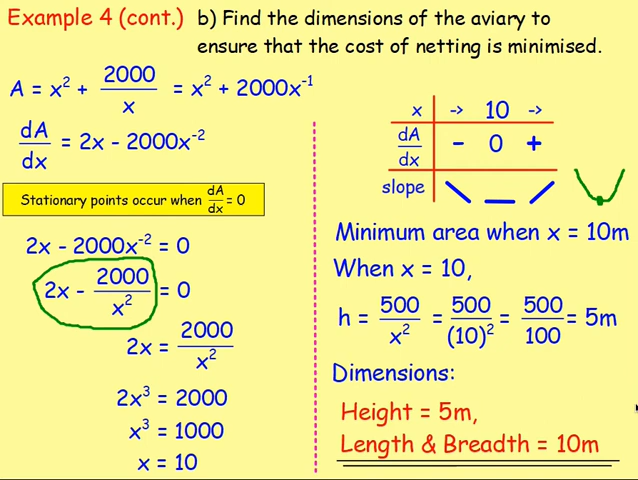 Example 4 (cont.) b) Find the dimensions of the aviary to
ensure that the cost of netting is minimised.
A = x² + 2000/x = x² + 2000x⁻¹
dA/dx = 2x - 2000x⁻²
Stationary points occur when dA/dx = 0
2x - 2000x⁻² = 0
2x - 2000/x² = 0
2x = 2000/x²
2x³ = 2000
x³ = 1000
x = 10
x -> 10 ->
dA/dx - 0 +
slope
Minimum area when x = 10m
When x = 10,
h = 500/x² = 500/(10)² = 500/100 = 5m
Dimensions:
Height = 5m,
Length & Breadth = 10m